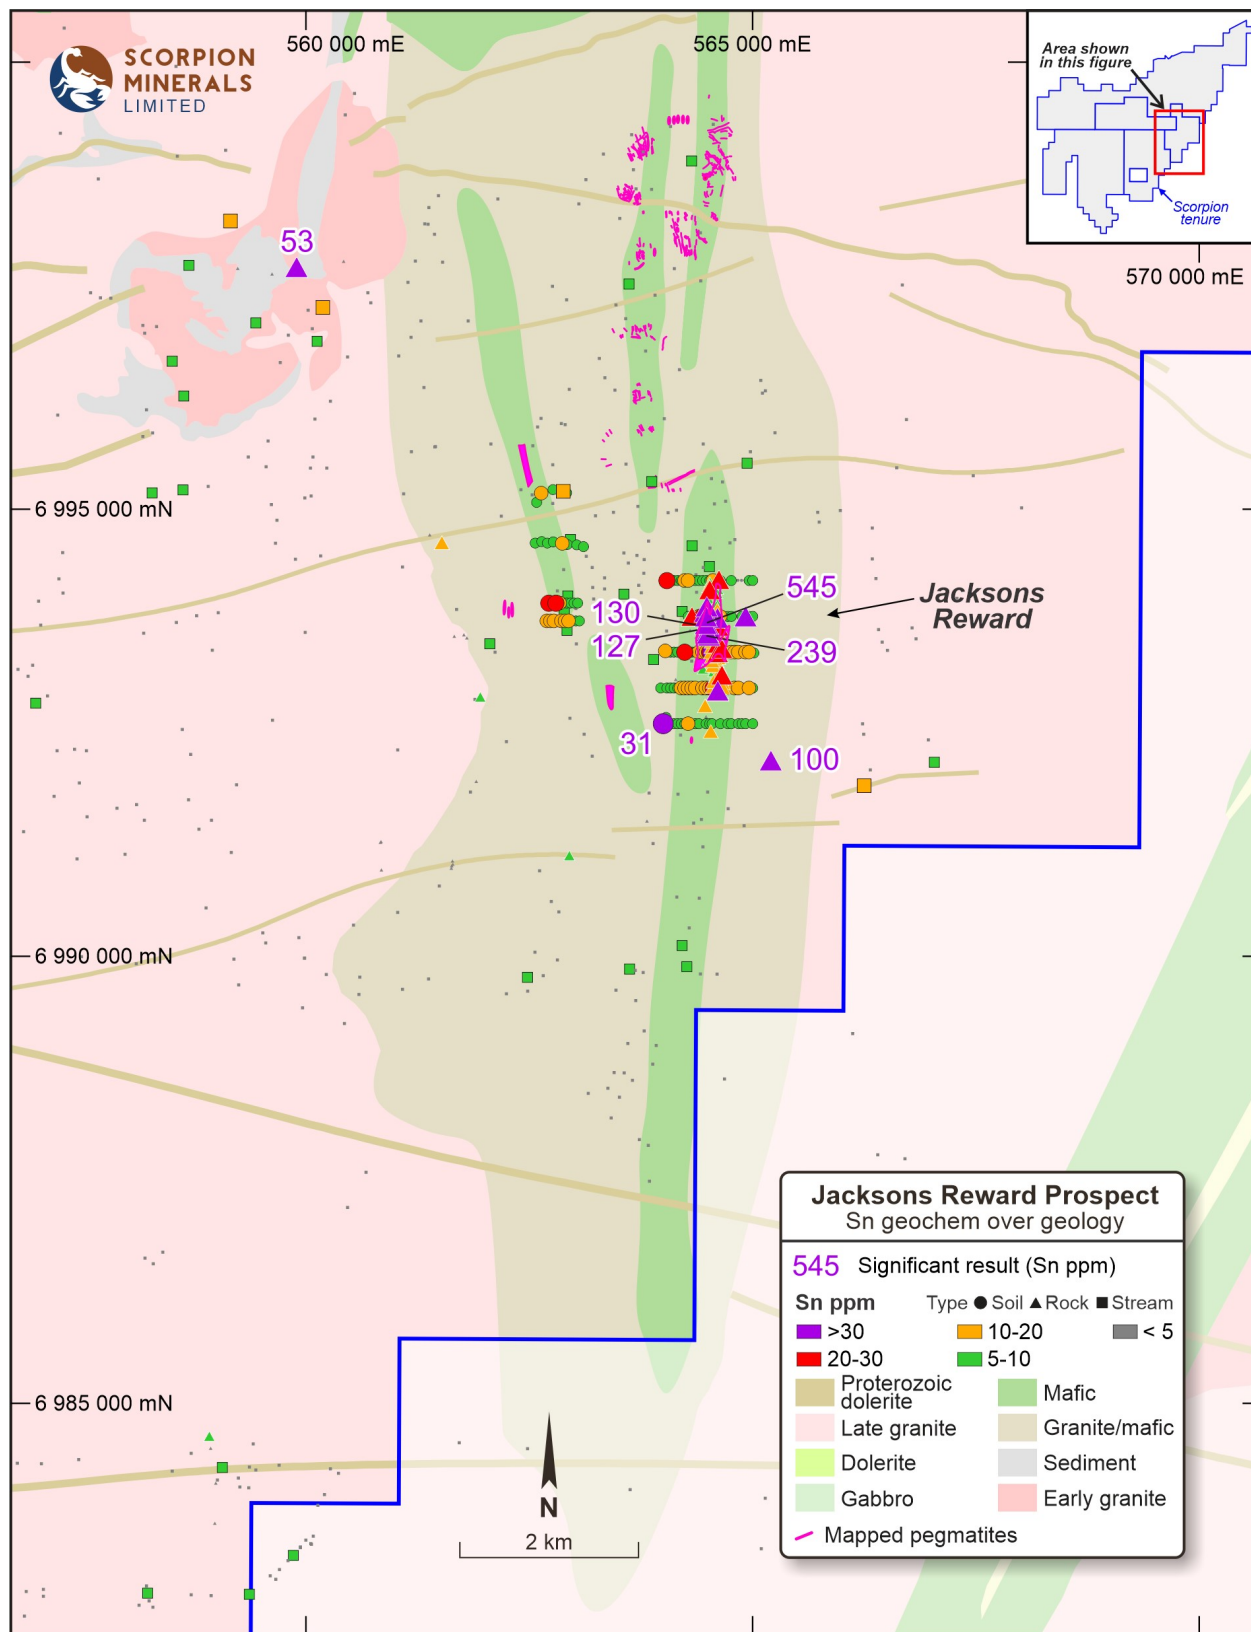 SCORPION
MINERALS
LIMITED
560 000 mE
565 000 mE
Area shown
in this figure
Scorpion
tenure
570 000 mE
53
6 995 000 mN
545
130
Jacksons
Reward
127
239
31
100
6 990 000 mN
6 985 000 mN
N
2 km
Jacksons Reward Prospect
Sn geochem over geology
545 Significant result (Sn ppm)
Sn ppm Type Soil Rock Stream
>30 10-20 < 5
20-30 5-10
Proterozoic
dolerite Mafic
Late granite Granite/mafic
Dolerite Sediment
Gabbro Early granite
Mapped pegmatites